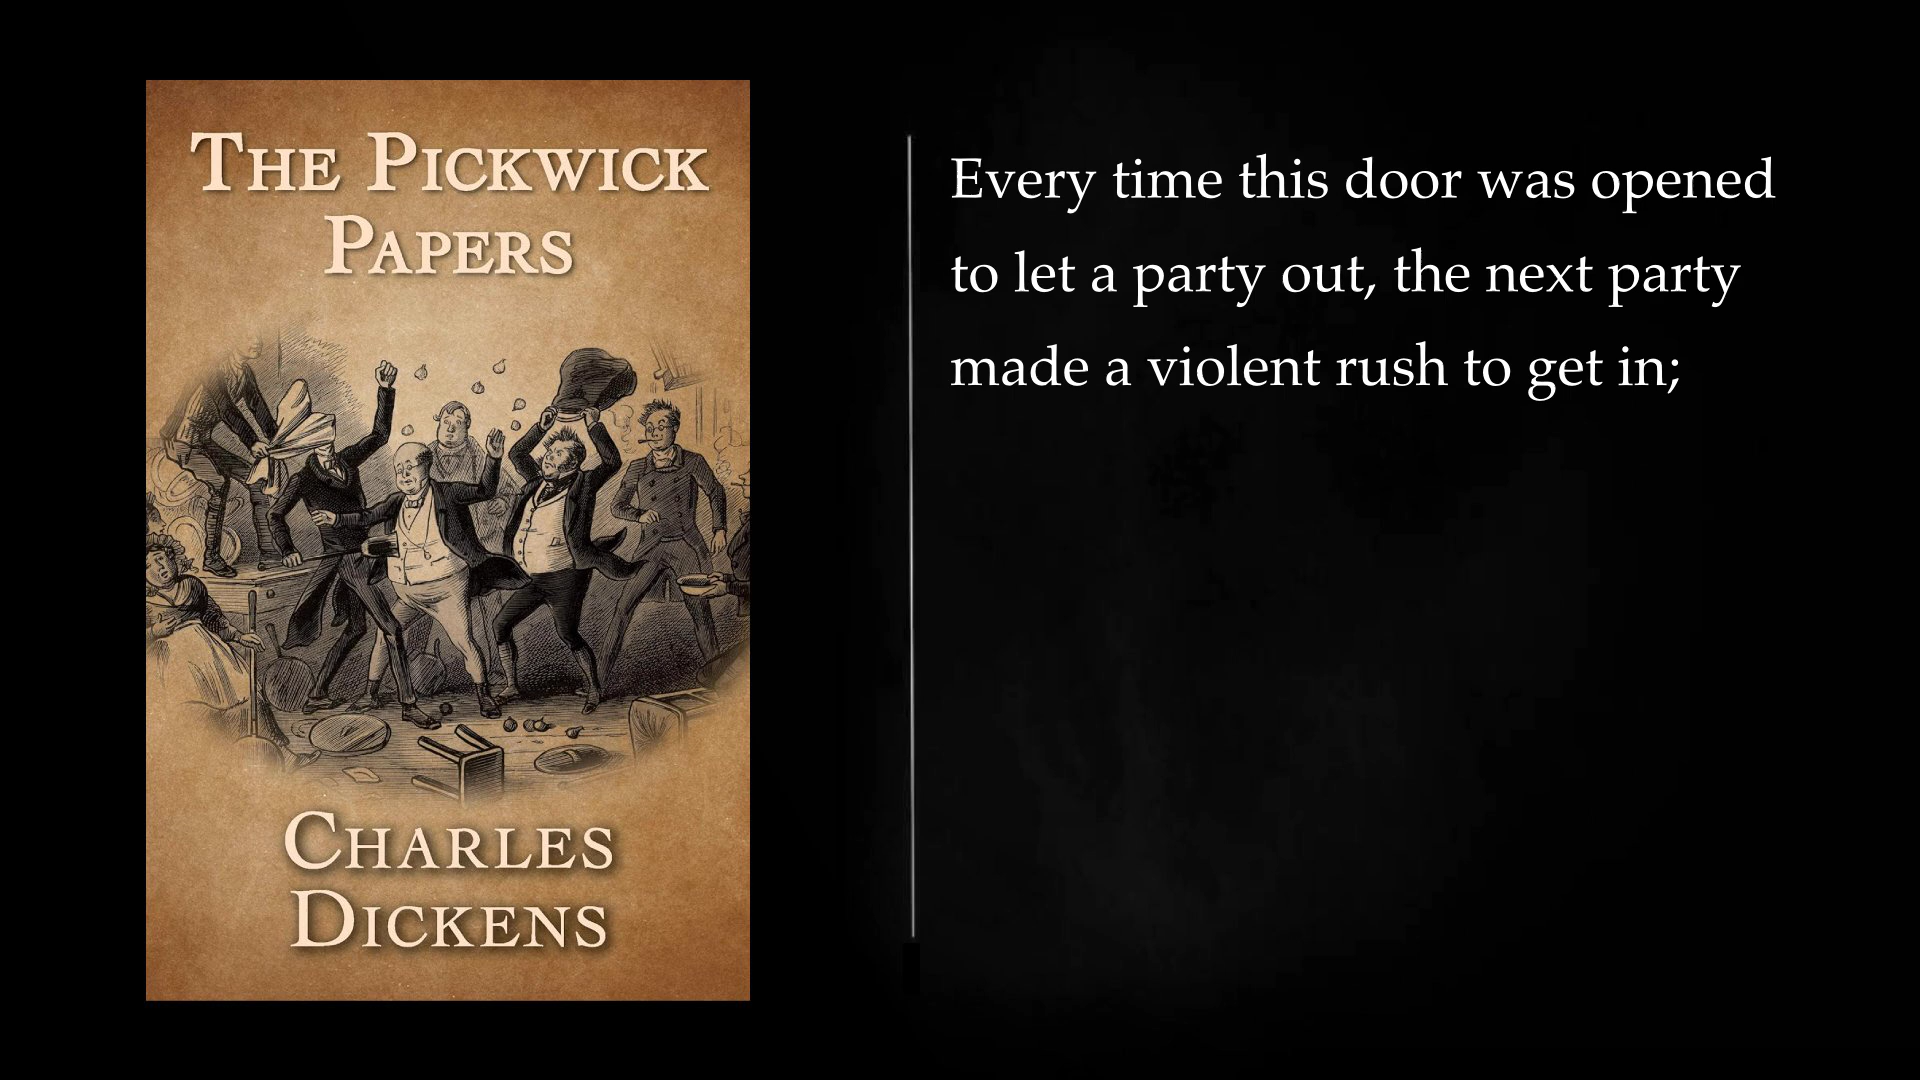 THE PICKWICK
PAPERS
CHARLES
DICKENS
Every time this door was opened
to let a party out, the next party
made a violent rush to get in;